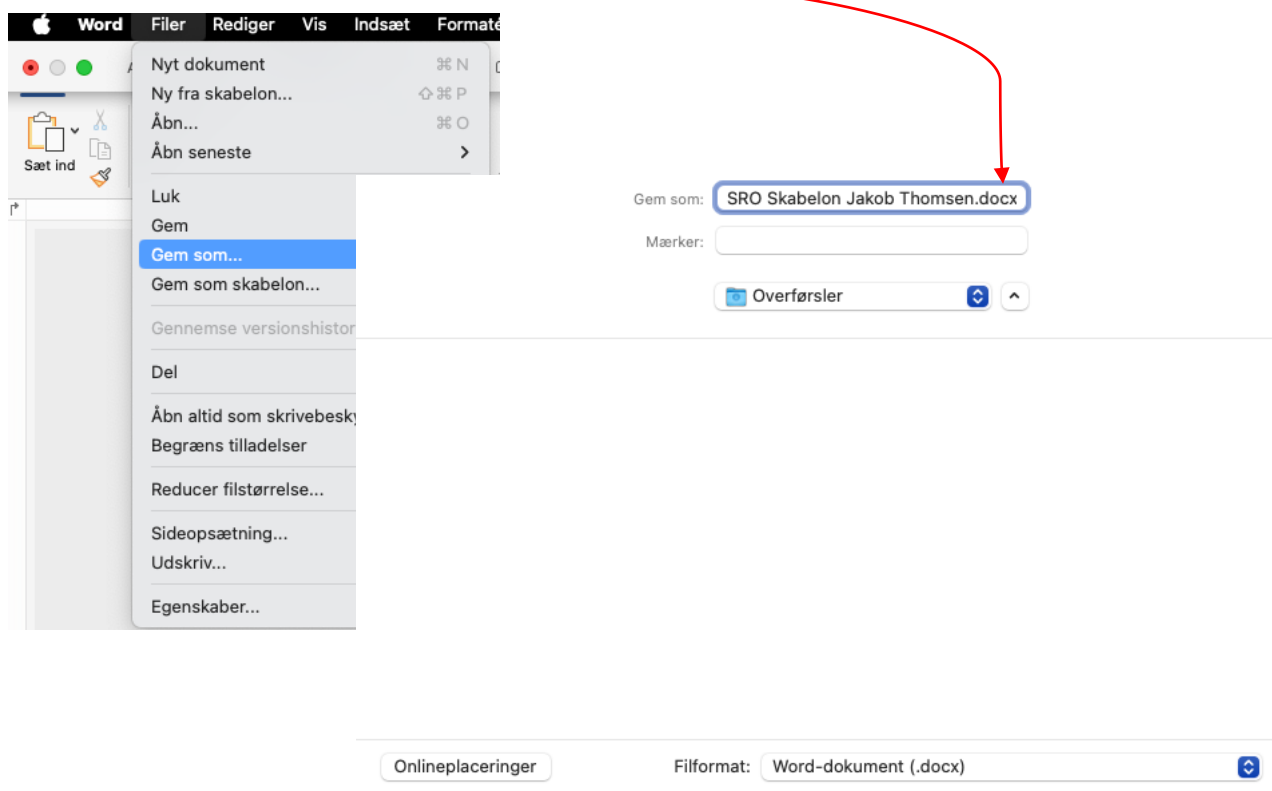 Word Filer Rediger Vis Indsæt
Nyt dokument ⌘ N
Ny fra skabelon... ⇧ ⌘ P
Åbn... ⌘ O
Åbn seneste
Sæt ind
Luk
Gem
Gem som...
Gem som skabelon...
Gennemse versionshistor
Del
Åbn altid som skrivebesky
Begræns tilladelser
Reducer filstørrelse...
Sideopsætning...
Udskriv...
Egenskaber...
Gem som: SRO Skabelon Jakob Thomsen.docx
Mærker:
Overførsler
Onlineplaceringer Filformat: Word-dokument (.docx)